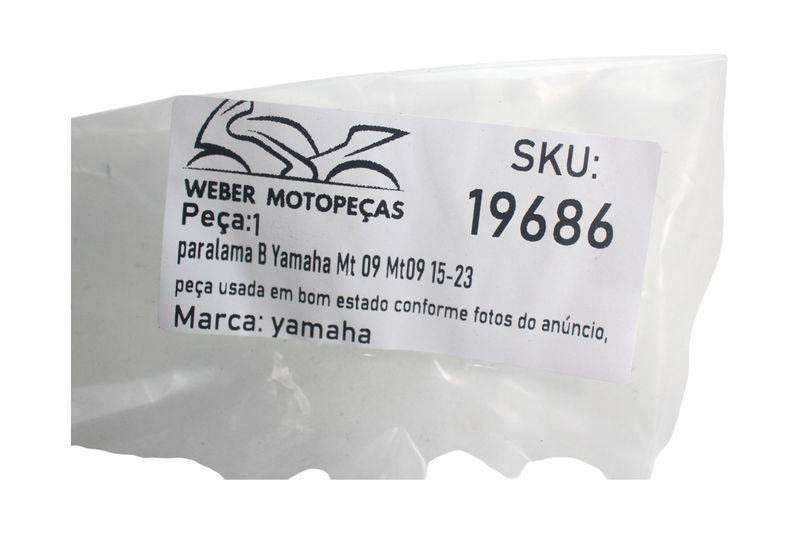 WEBER MOTOPEÇAS
SKU:
19686
Peça:1
paralama B Yamaha Mt 09 Mt09 15-23
peça usada em bom estado conforme fotos do anúncio,
Marca: yamaha